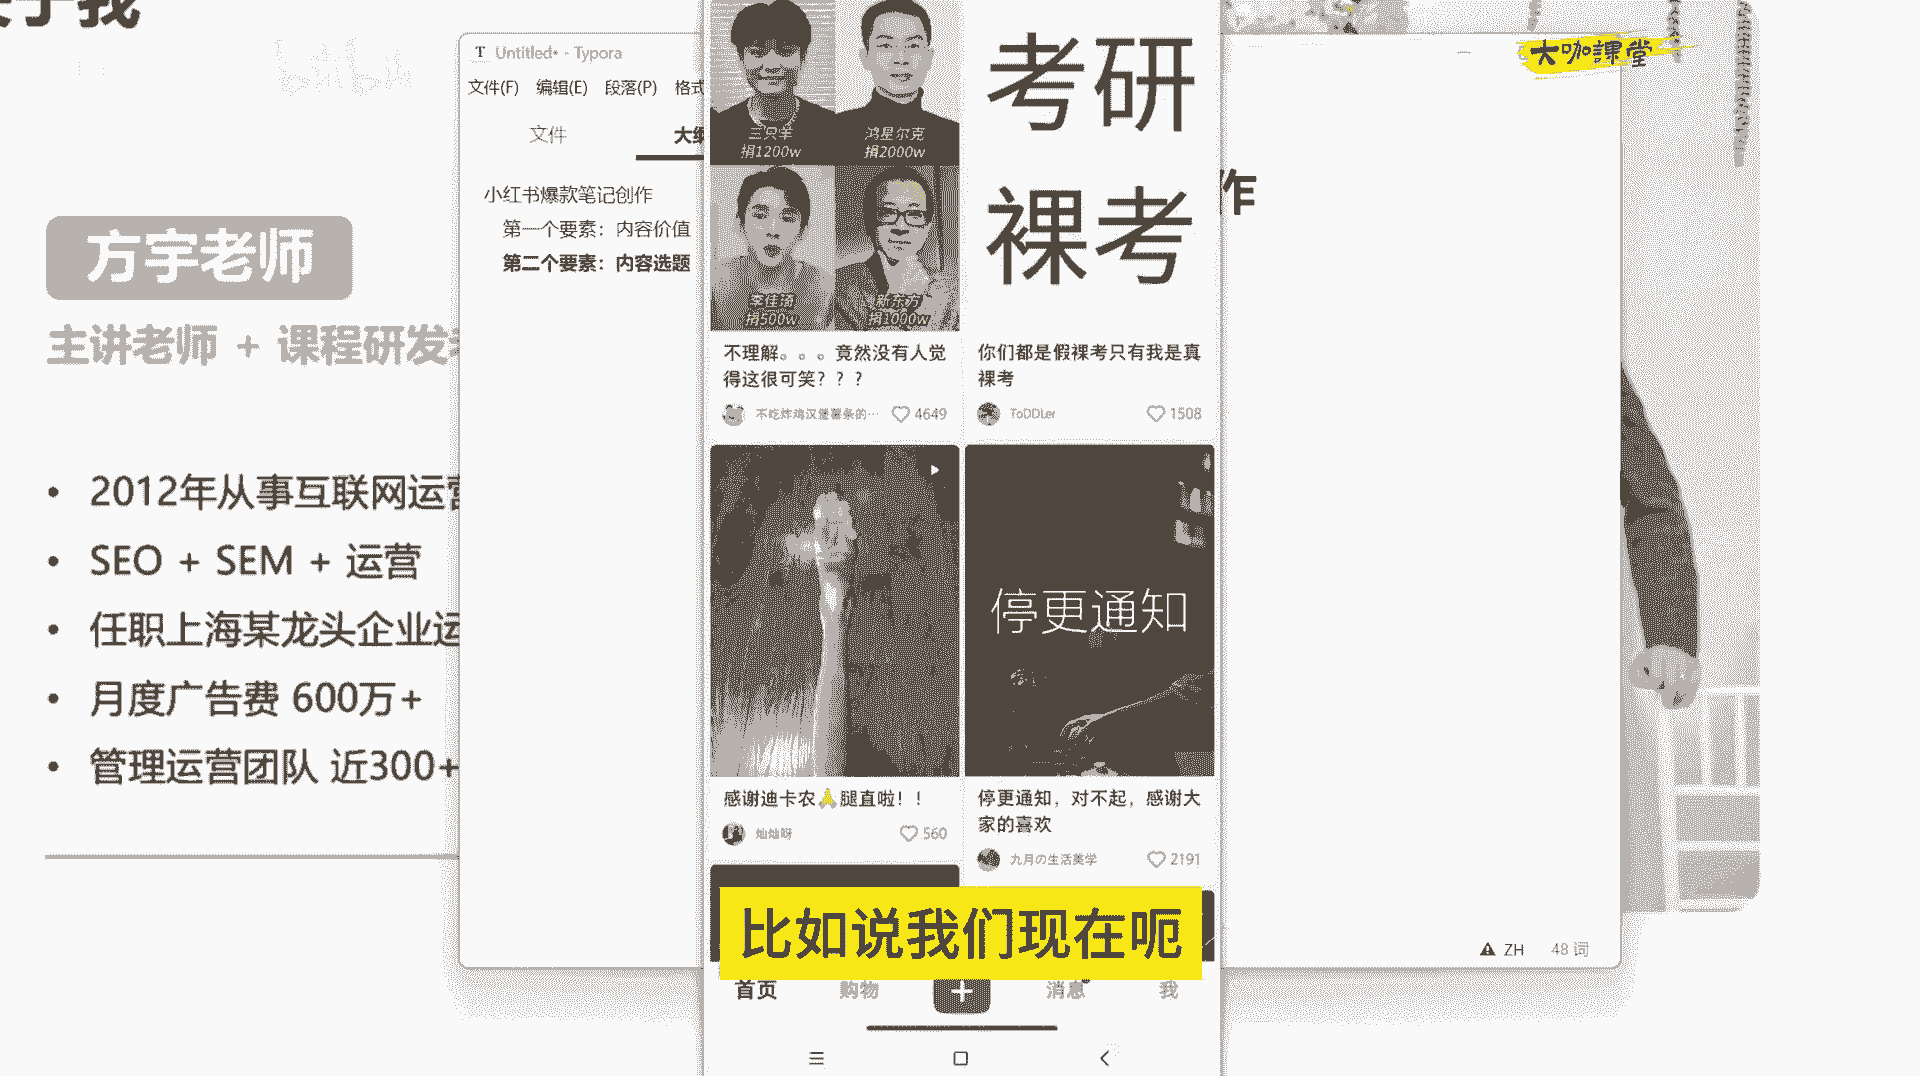 于我
bilibili
大咖課堂
方宇老师
主讲老师 + 课程研发
2012年从事互联网运营
SEO + SEM + 运营
任职上海某龙头企业运
月度广告费 600万+
管理运营团队 近300+
Untitled• - Typora
文件(F) 编辑(E) 段落(P) 格式
文件 大纲
小红书爆款笔记创作
第一个要素：内容价值
第二个要素：内容选题
作
三只羊
捐1200w
鸿星尔克
捐2000w
李佳琦
捐500w
新东方
捐1000w
不理解。。。竟然没有人觉
得这很可笑？？？
不吃炸鸡汉堡薯条的… 4649
考研
裸考
你们都是假裸考只有我是真
裸考
ToDDLer 1508
感谢迪卡农🙏腿直啦！！
灿灿呀 560
停更通知
停更通知，对不起，感谢大
家的喜欢
九月の生活美学 2191
比如说我们现在呃
首页 购物 + 消息 我
ZH 48 词